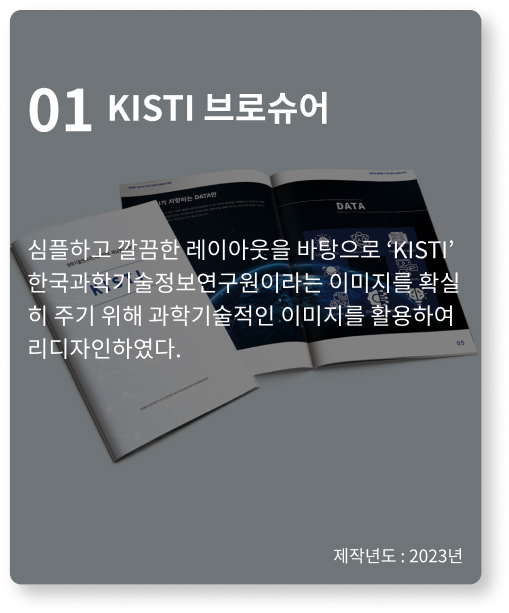 01 KISTI 브로슈어
DATA
심플하고 깔끔한 레이아웃을 바탕으로 ‘KISTI’
한국과학기술정보연구원이라는 이미지를 확실
히 주기 위해 과학기술적인 이미지를 활용하여
리디자인하였다.
05
제작년도 : 2023년